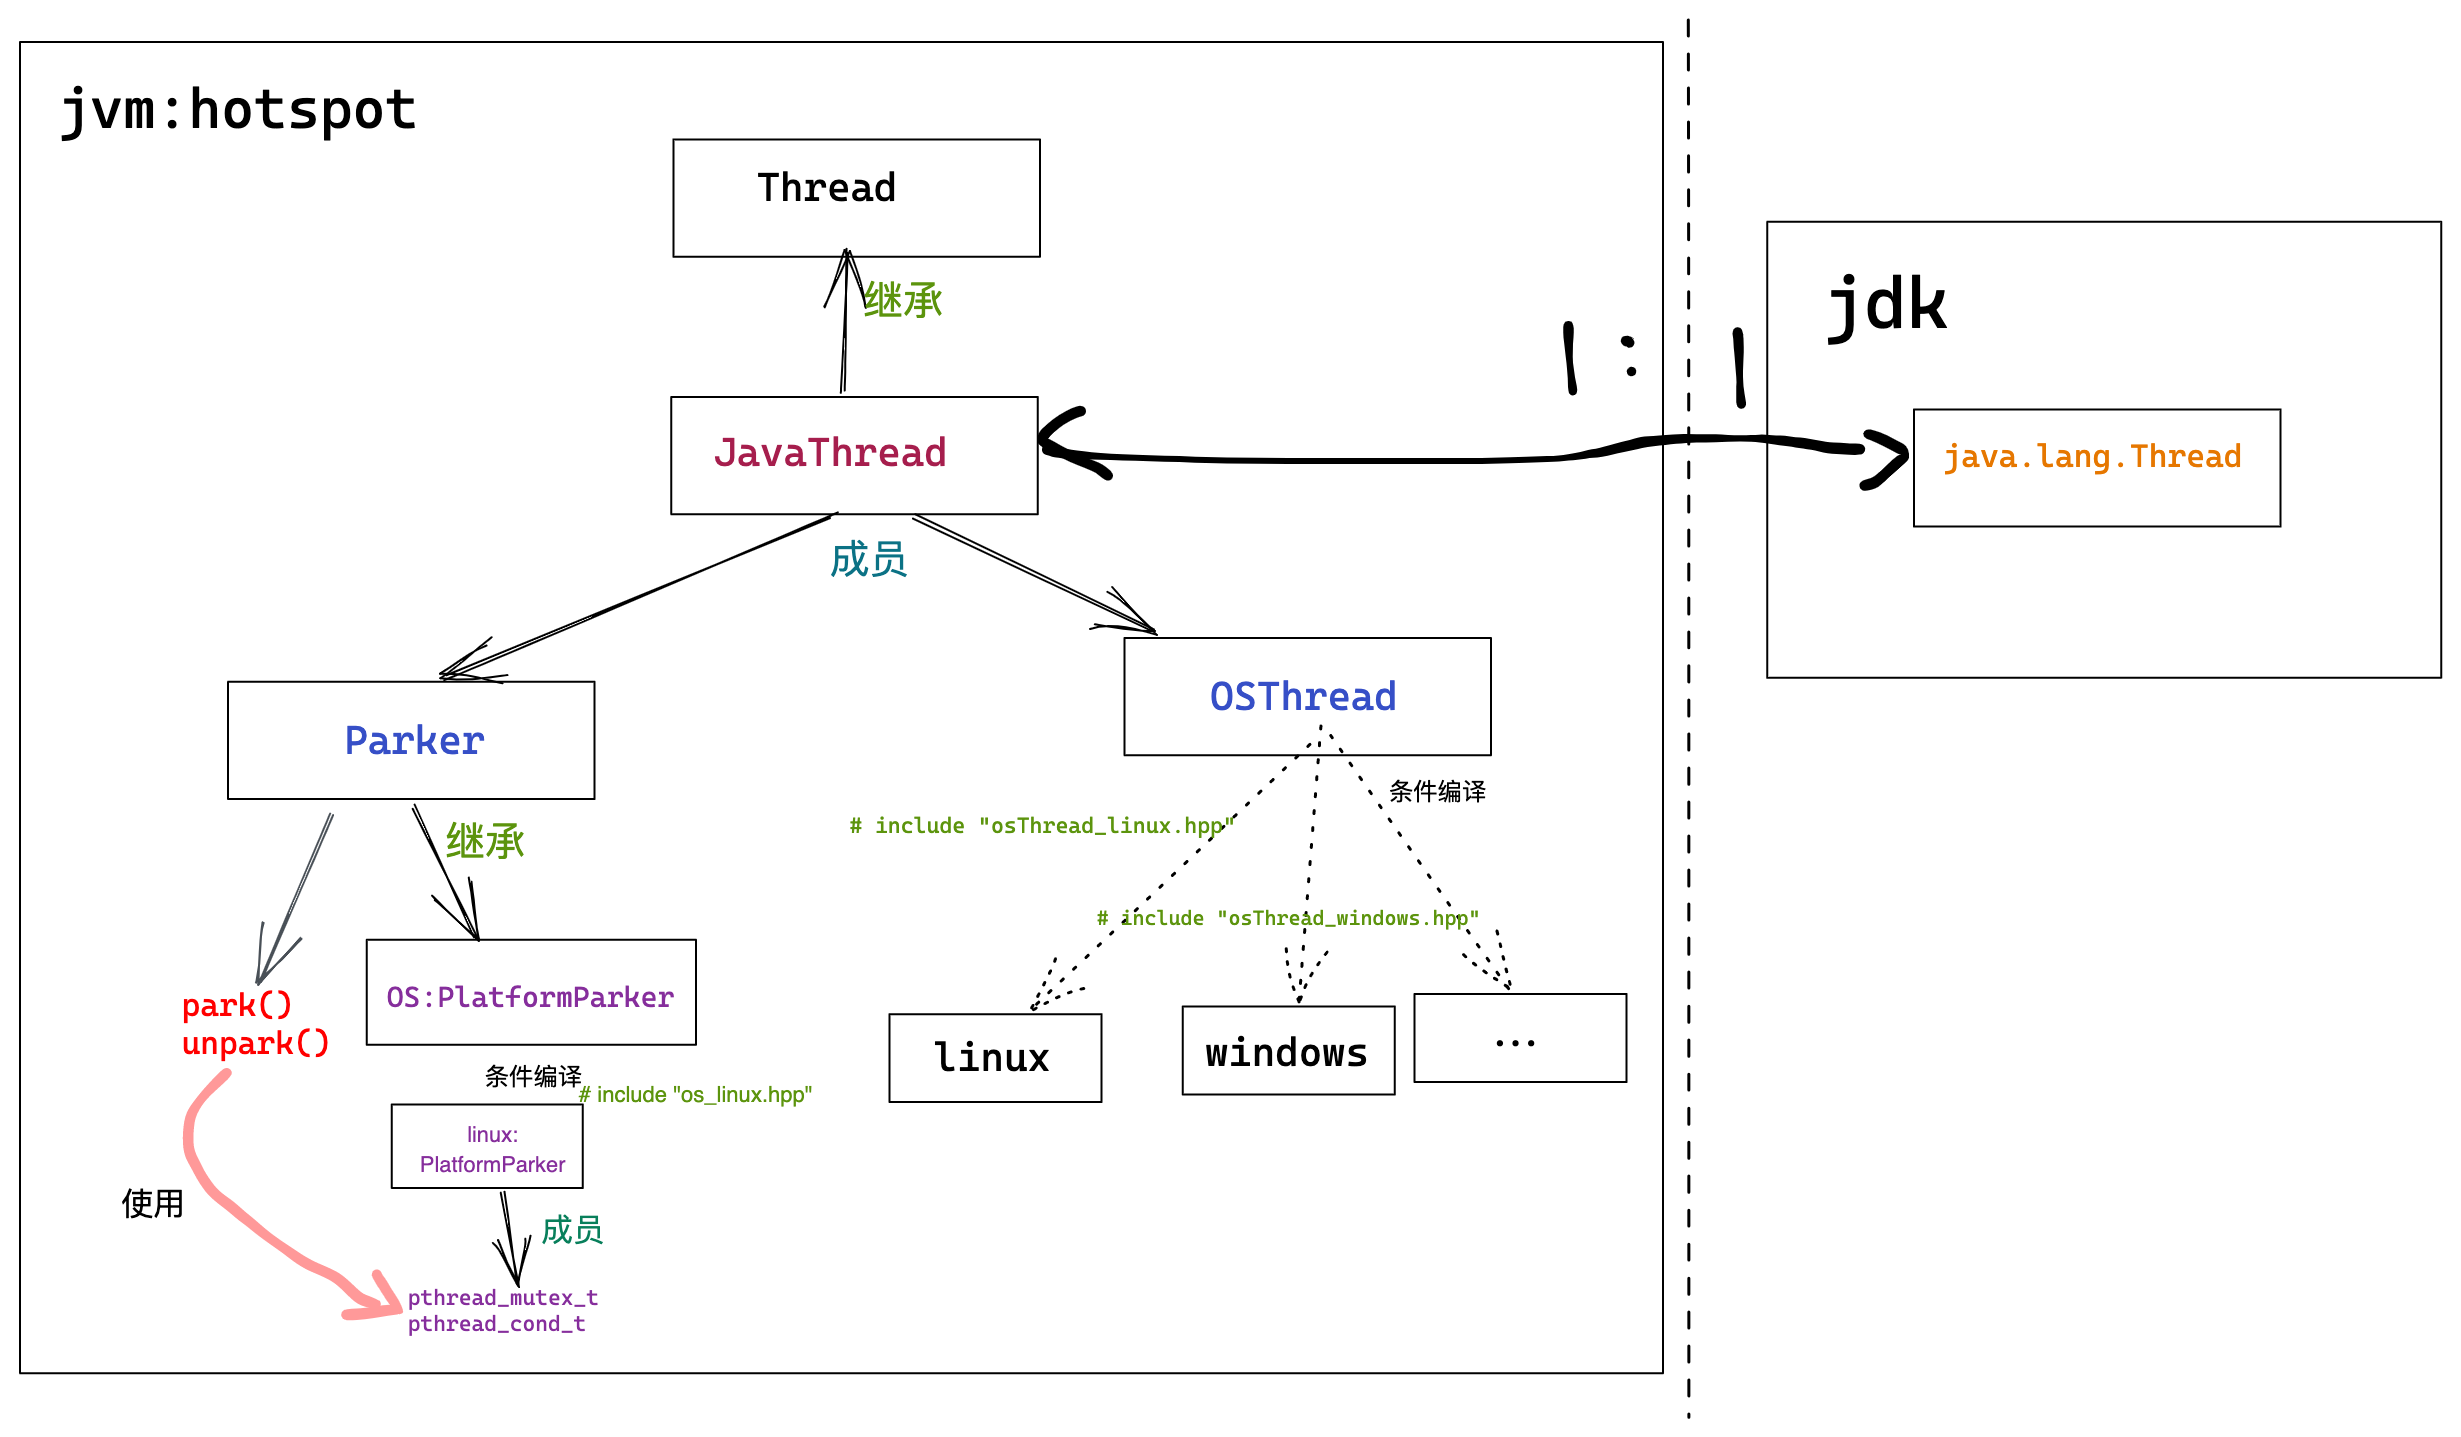 jvm:hotspot
Thread
继承
jdk
1 : 1
JavaThread
java.lang.Thread
成员
OSThread
Parker
条件编译
# include "osThread_linux.hpp"
继承
# include "osThread_windows.hpp"
OS:PlatformParker
park()
unpark()
linux
windows
...
条件编译
# include "os_linux.hpp"
linux:
PlatformParker
使用
成员
pthread_mutex_t
pthread_cond_t